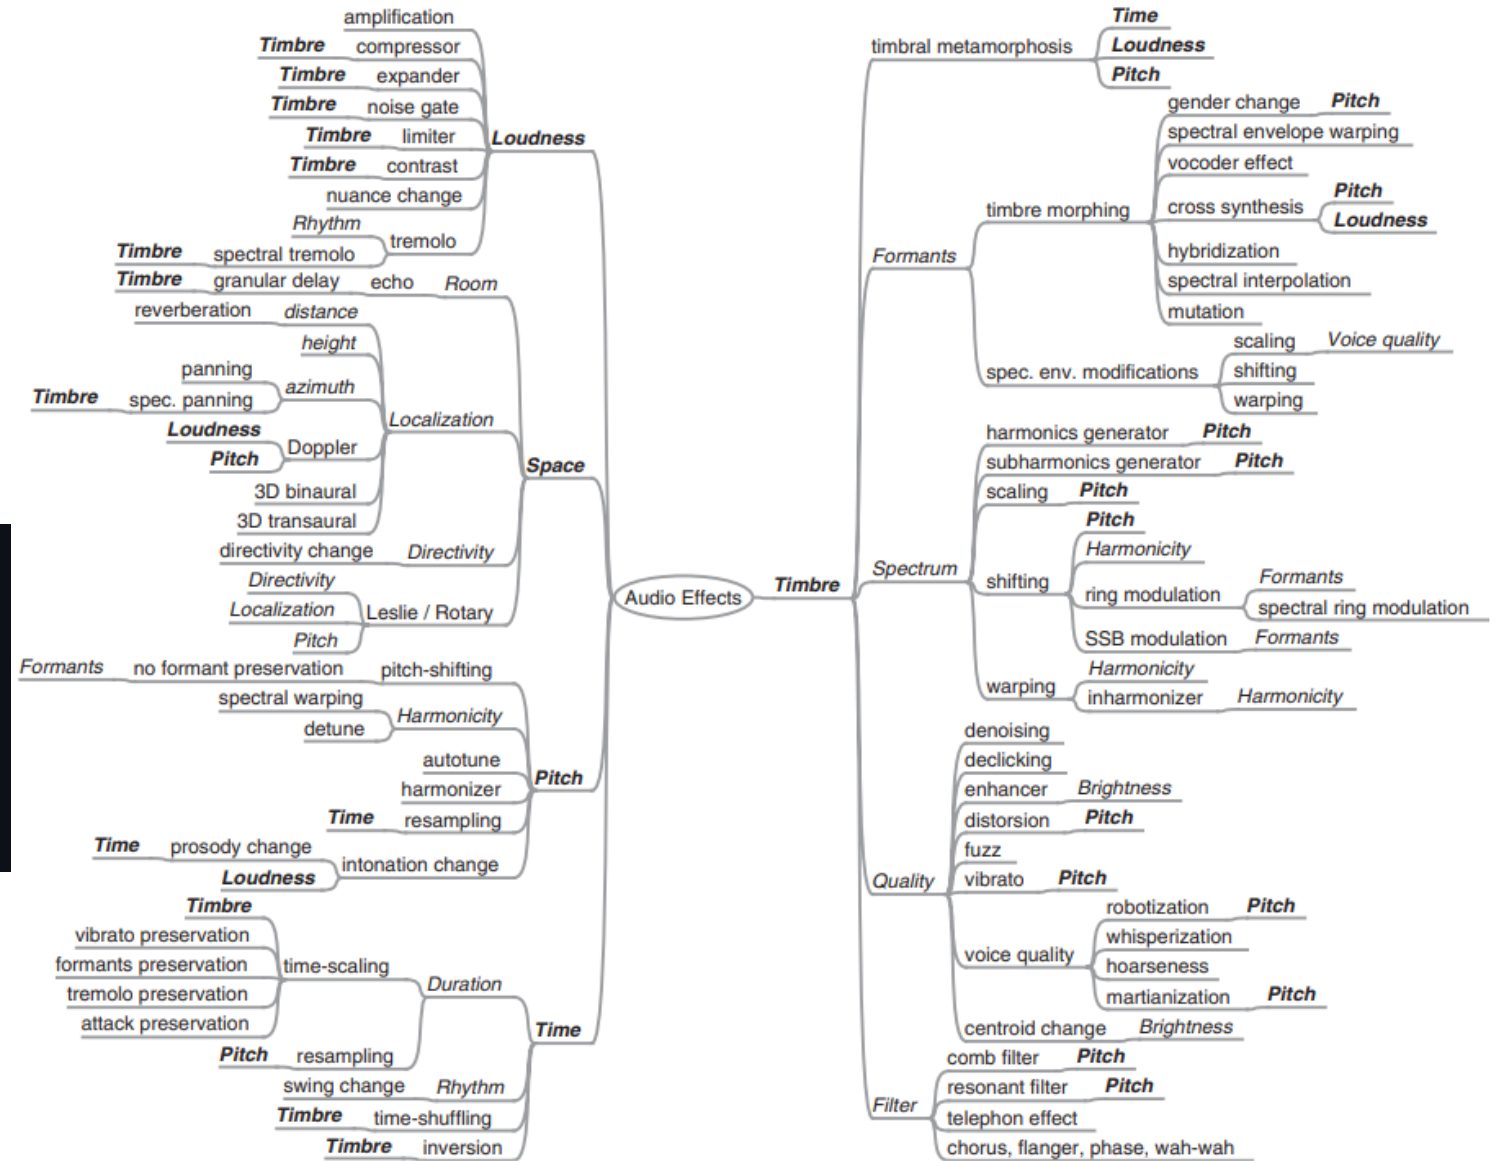 amplification
Timbre compressor
Timbre expander
Timbre noise gate
Timbre limiter
Timbre contrast
nuance change
Loudness
Rhythm
tremolo
Timbre spectral tremolo
Timbre granular delay echo Room
reverberation distance
height
panning
azimuth
Timbre spec. panning
Localization
Loudness
Doppler
Pitch
3D binaural
3D transaural
Space
directivity change Directivity
Directivity
Localization
Leslie / Rotary
Pitch
Formants no formant preservation pitch-shifting
spectral warping
Harmonicity
detune
autotune
harmonizer
Pitch
Time resampling
Time prosody change
intonation change
Loudness
Timbre
vibrato preservation
formants preservation
time-scaling
tremolo preservation
attack preservation
Duration
Pitch resampling
Time
swing change Rhythm
Timbre time-shuffling
Timbre inversion
Audio Effects
Timbre
timbral metamorphosis
Time
Loudness
Pitch
Formants
timbre morphing
gender change Pitch
spectral envelope warping
vocoder effect
cross synthesis
Pitch
Loudness
hybridization
spectral interpolation
mutation
spec. env. modifications
scaling Voice quality
shifting
warping
Spectrum
harmonics generator Pitch
subharmonics generator Pitch
scaling Pitch
shifting
Pitch
Harmonicity
ring modulation
Formants
spectral ring modulation
SSB modulation Formants
warping
Harmonicity
inharmonizer Harmonicity
Quality
denoising
declicking
enhancer Brightness
distorsion Pitch
fuzz
vibrato Pitch
voice quality
robotization Pitch
whisperization
hoarseness
martianization Pitch
centroid change Brightness
Filter
comb filter Pitch
resonant filter Pitch
telephon effect
chorus, flanger, phase, wah-wah